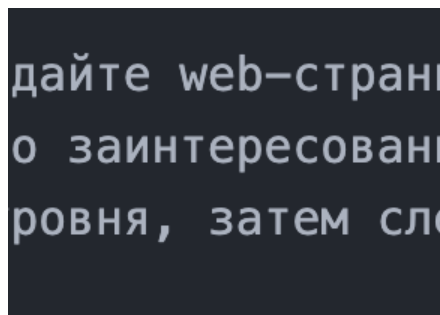 дайте web-стран
о заинтересован
ровня, затем сл